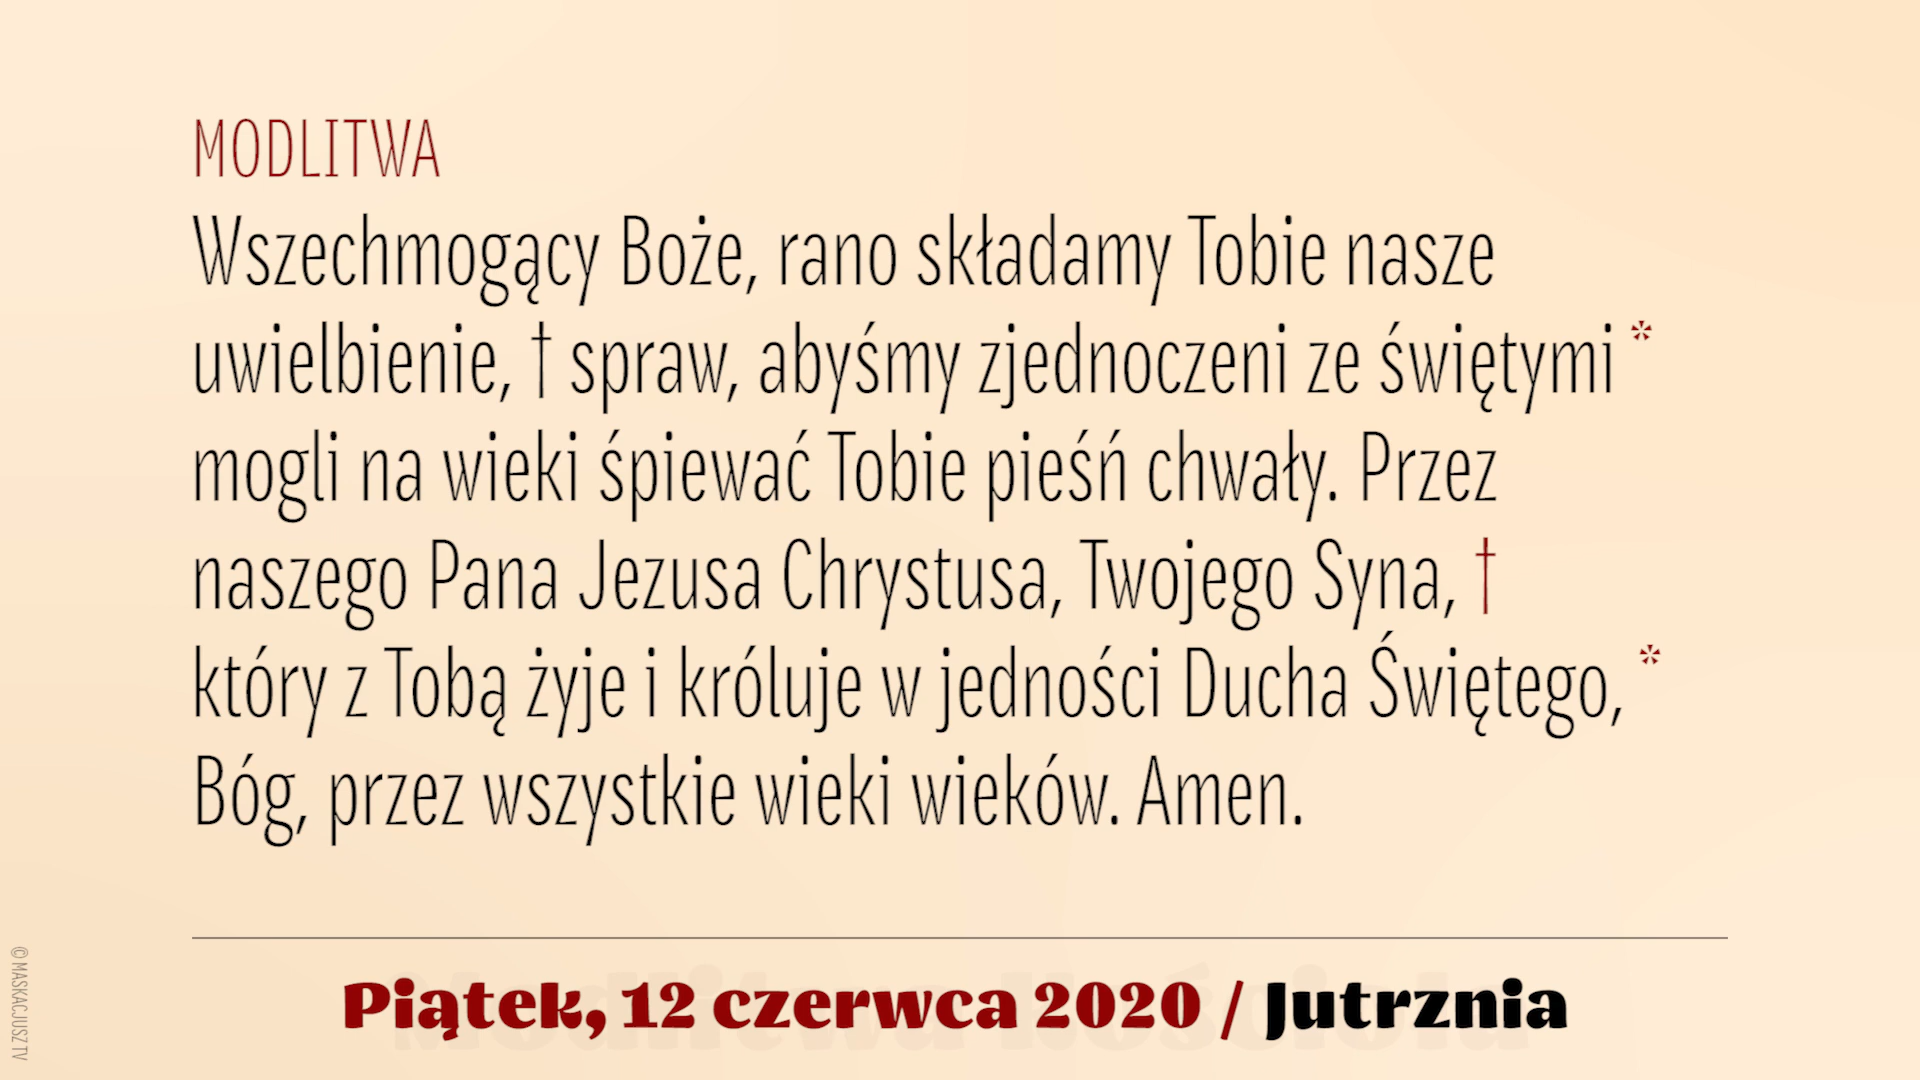 MODLITWA
Wszechmogący Boże, rano składamy Tobie nasze
uwielbienie, † spraw, abyśmy zjednoczeni ze świętymi *
mogli na wieki śpiewać Tobie pieśń chwały. Przez
naszego Pana Jezusa Chrystusa, Twojego Syna, †
który z Tobą żyje i króluje w jedności Ducha Świętego, *
Bóg, przez wszystkie wieki wieków. Amen.
Piątek, 12 czerwca 2020 / Jutrznia
© MASKACJUSZ TV